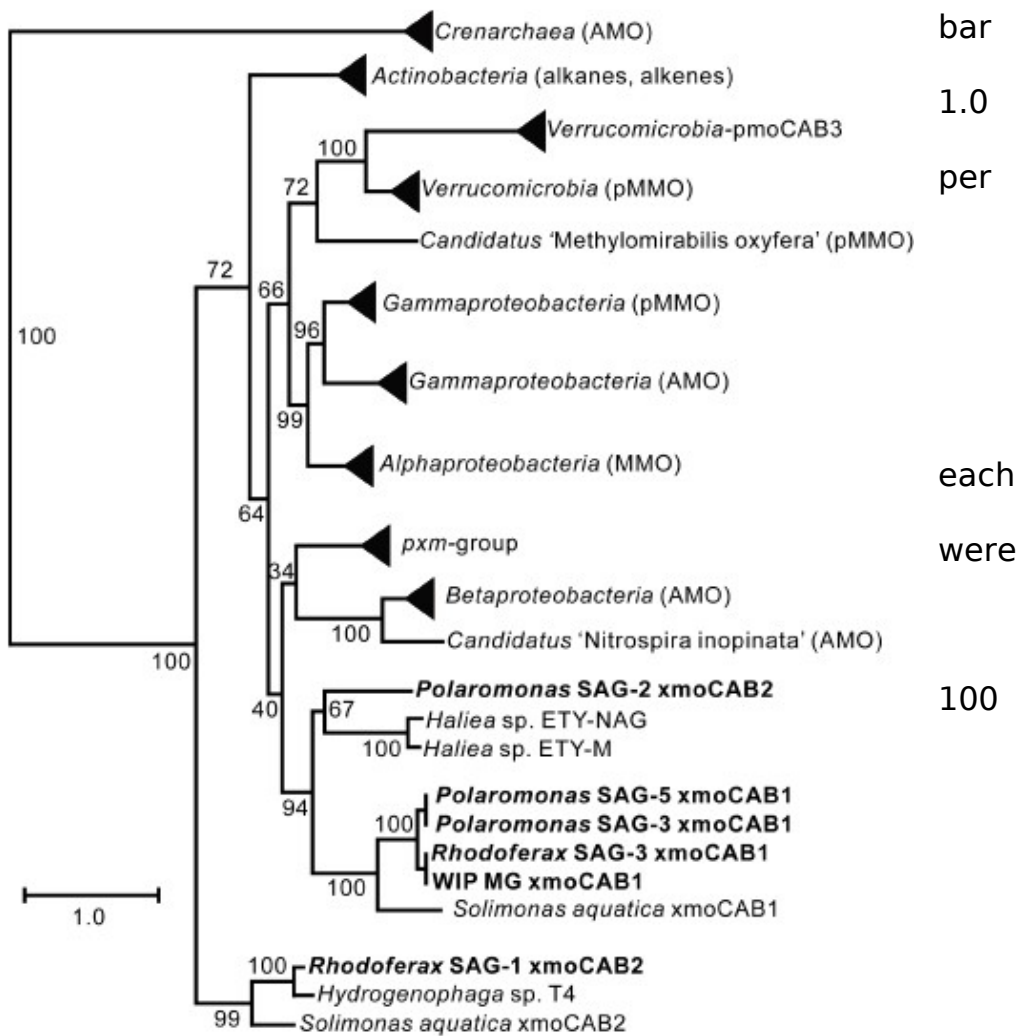 Crenarchaea (AMO)
bar
Actinobacteria (alkanes, alkenes)
1.0
Verrucomicrobia-pmoCAB3
100
72
Verrucomicrobia (pMMO)
per
Candidatus ‘Methylomirabilis oxyfera’ (pMMO)
72
66
Gammaproteobacteria (pMMO)
100
96
Gammaproteobacteria (AMO)
99
Alphaproteobacteria (MMO)
each
64
pxm-group
were
34
Betaproteobacteria (AMO)
100
Candidatus ‘Nitrospira inopinata’ (AMO)
100
Polaromonas SAG-2 xmoCAB2
100
40
67
Haliea sp. ETY-NAG
100
Haliea sp. ETY-M
Polaromonas SAG-5 xmoCAB1
94
100
Polaromonas SAG-3 xmoCAB1
Rhodoferax SAG-3 xmoCAB1
100
WIP MG xmoCAB1
1.0
Solimonas aquatica xmoCAB1
100
Rhodoferax SAG-1 xmoCAB2
Hydrogenophaga sp. T4
99
Solimonas aquatica xmoCAB2